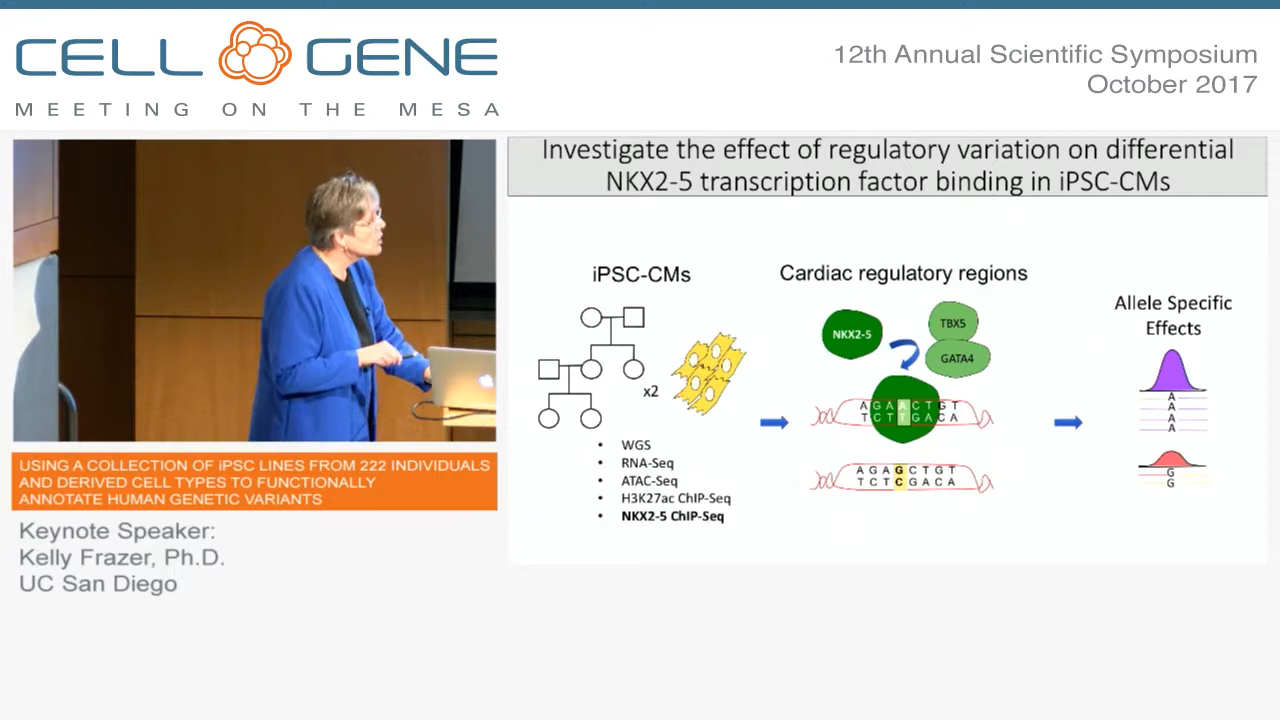 CELL GENE
MEETING ON THE MESA
12th Annual Scientific Symposium
October 2017
Investigate the effect of regulatory variation on differential
NKX2-5 transcription factor binding in iPSC-CMs
iPSC-CMs
x2
• WGS
• RNA-Seq
• ATAC-Seq
• H3K27ac ChIP-Seq
• NKX2-5 ChIP-Seq
Cardiac regulatory regions
NKX2-5
TBX5
GATA4
AGAACTGT
TCTTGACA
AGAGCTGT
TCTCGACA
Allele Specific
Effects
A
A
A
A
G
G
USING A COLLECTION OF iPSC LINES FROM 222 INDIVIDUALS
AND DERIVED CELL TYPES TO FUNCTIONALLY
ANNOTATE HUMAN GENETIC VARIANTS
Keynote Speaker:
Kelly Frazer, Ph.D.
UC San Diego